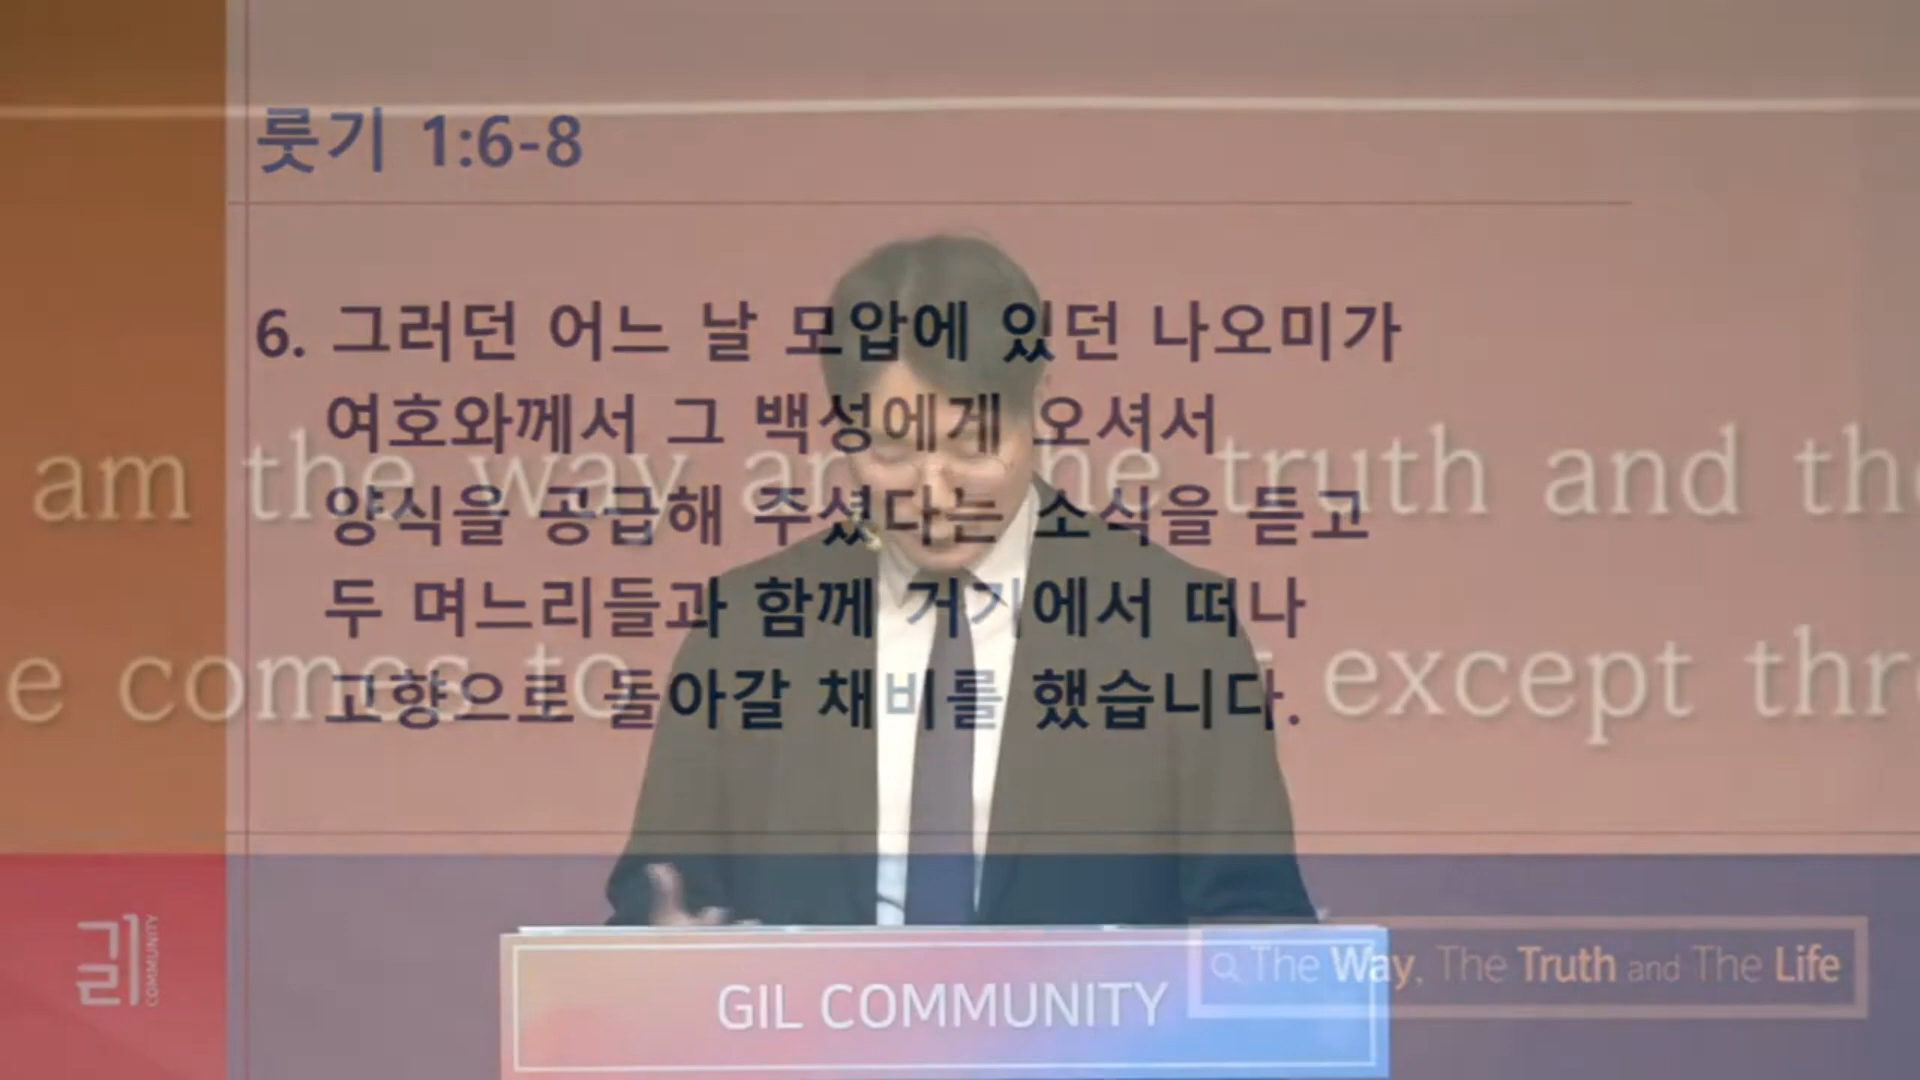 룻기 1:6-8
6. 그러던 어느 날 모압에 있던 나오미가
여호와께서 그 백성에게 오셔서
양식을 공급해 주셨다는 소식을 듣고
두 며느리들과 함께 거기에서 떠나
고향으로 돌아갈 채비를 했습니다.
am the way and the truth and the
e comes to except thr
길 COMMUNITY
GIL COMMUNITY
The Way, The Truth and The Life